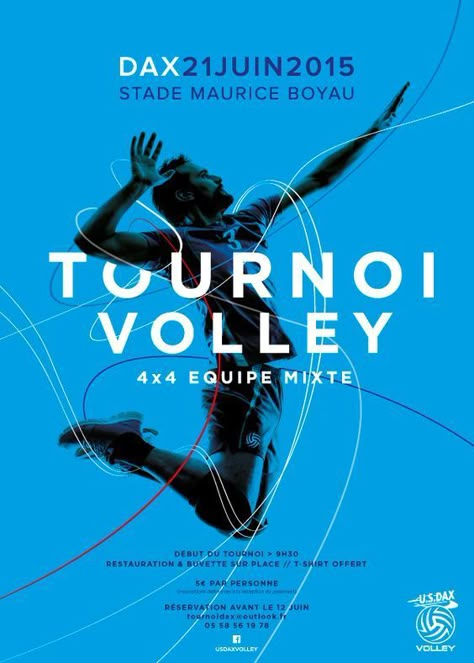 DAX21JUIN2015
STADE MAURICE BOYAU
3
TOURNOI
VOLLEY
4x4 EQUIPE MIXTE
DEBUT DU TOURNOI > 9H30
RESTAURATION & BUVETTE SUR PLACE // T-SHIRT OFFERT
5€ PAR PERSONNE
RÉSERVATION AVANT LE 12 JUIN
tournoidax@outlook.fr
05 58 56 19 78
USDAXVOLLEY
U.S.DAX
VOLLEY